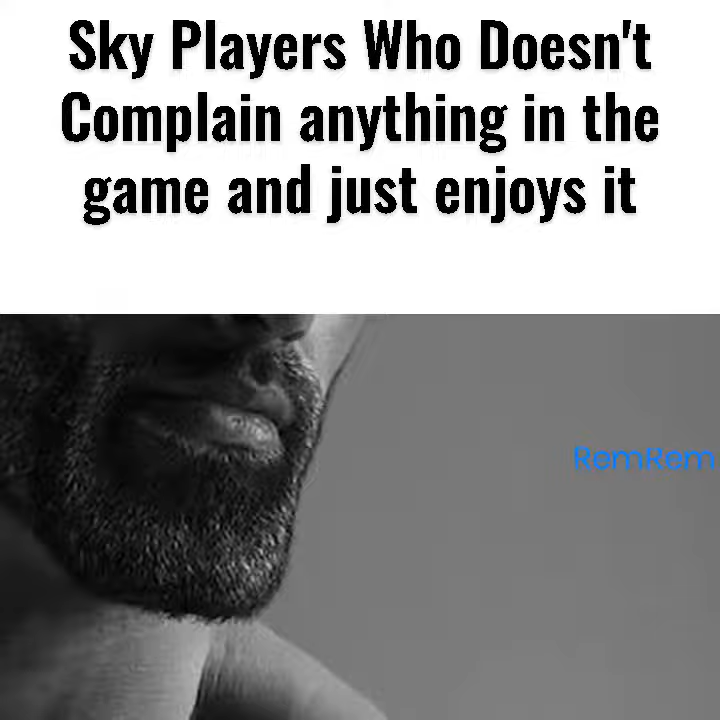 Sky Players Who Doesn't
Complain anything in the
game and just enjoys it
RemRem